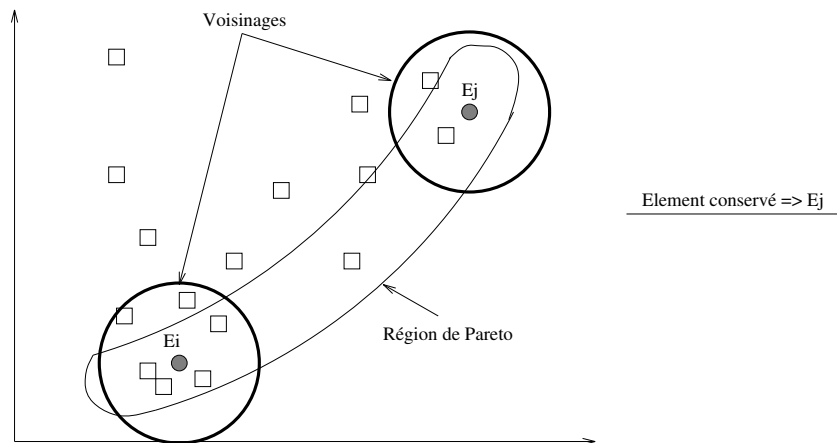 Voisinages
Ej
Element conservé => Ej
Région de Pareto
Ei